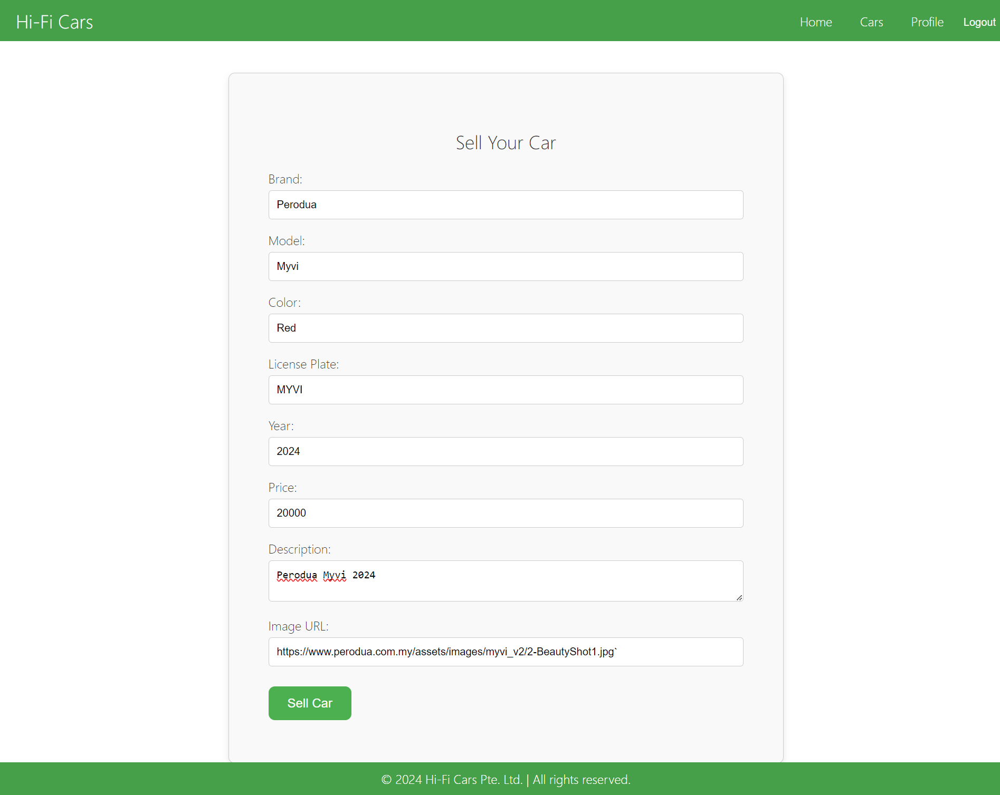 Hi-Fi Cars
Home Cars Profile Logout
Sell Your Car
Brand:
Perodua
Model:
Myvi
Color:
Red
License Plate:
MYVI
Year:
2024
Price:
20000
Description:
Perodua Myvi 2024
Image URL:
https://www.perodua.com.my/assets/images/myvi_v2/2-BeautyShot1.jpg`
Sell Car
© 2024 Hi-Fi Cars Pte. Ltd. | All rights reserved.